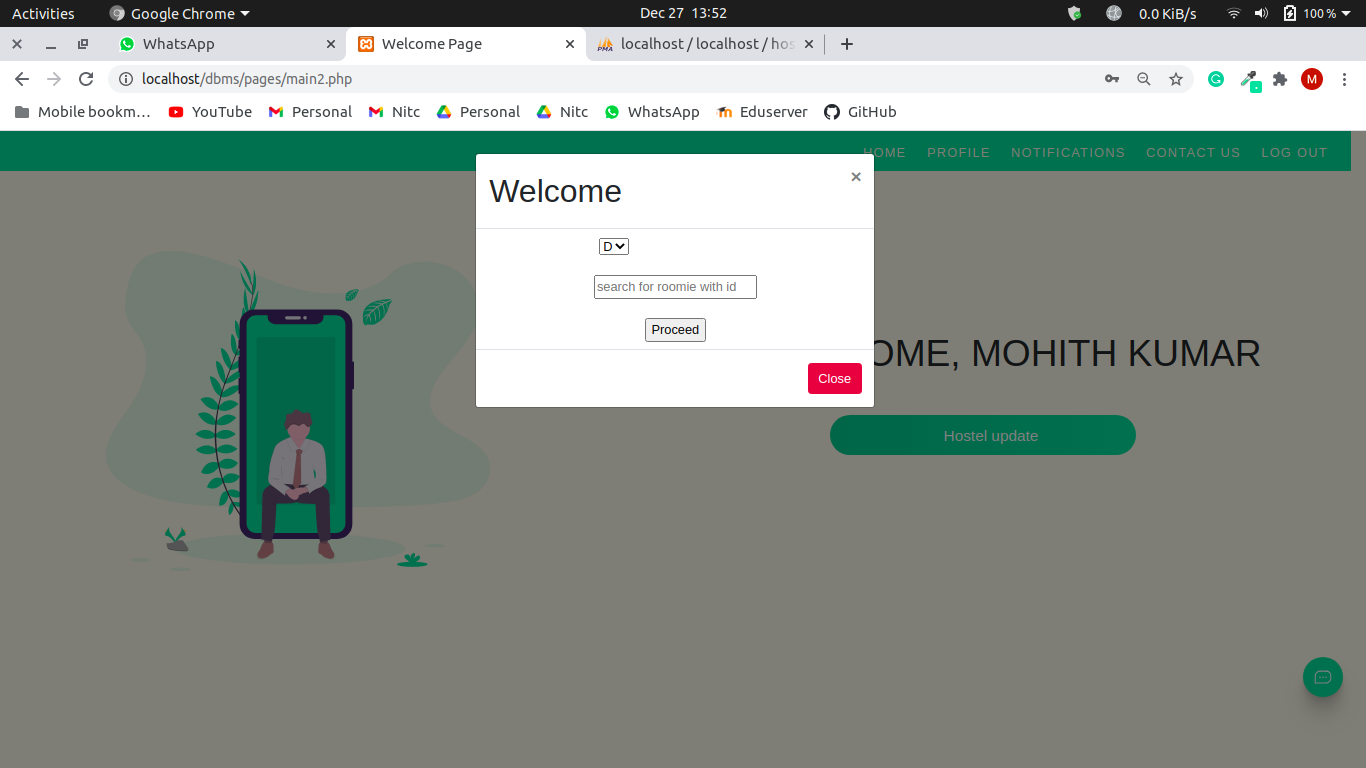 Activities Google Chrome Dec 27 13:52 0.0 KiB/s 100 %
WhatsApp Welcome Page localhost / localhost / hos
localhost/dbms/pages/main2.php M
Mobile bookm… YouTube Personal Nitc Personal Nitc WhatsApp Eduserver GitHub
HOME PROFILE NOTIFICATIONS CONTACT US LOG OUT
Welcome ×
D
search for roomie with id
Proceed
OME, MOHITH KUMAR
Close
Hostel update